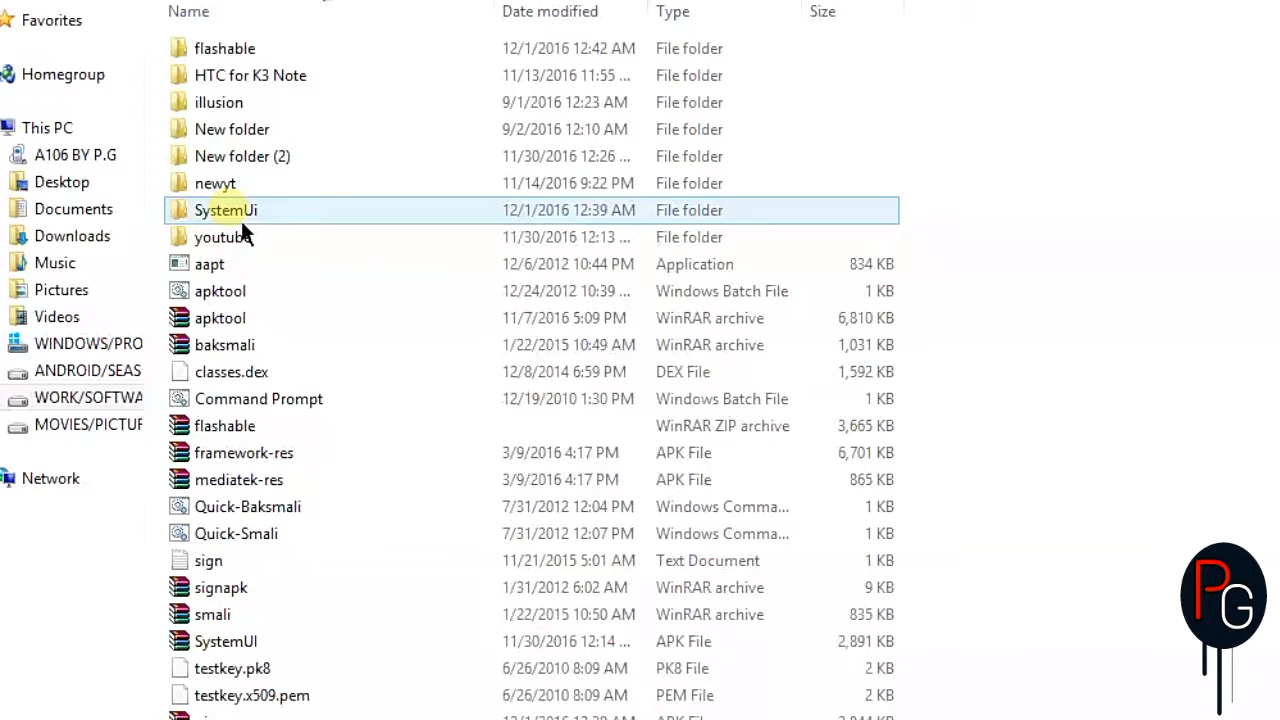 Name Date modified Type Size
Favorites
Homegroup
This PC
A106 BY P.G
Desktop
Documents
Downloads
Music
Pictures
Videos
WINDOWS/PRO
ANDROID/SEAS
WORK/SOFTWA
MOVIES/PICTUF
Network
flashable 12/1/2016 12:42 AM File folder
HTC for K3 Note 11/13/2016 11:55 ... File folder
illusion 9/1/2016 12:23 AM File folder
New folder 9/2/2016 12:10 AM File folder
New folder (2) 11/30/2016 12:26 ... File folder
newyt 11/14/2016 9:22 PM File folder
SystemUi 12/1/2016 12:39 AM File folder
youtube 11/30/2016 12:13 ... File folder
aapt 12/6/2012 10:44 PM Application 834 KB
apktool 12/24/2012 10:39 ... Windows Batch File 1 KB
apktool 11/7/2016 5:09 PM WinRAR archive 6,810 KB
baksmali 1/22/2015 10:49 AM WinRAR archive 1,031 KB
classes.dex 12/8/2014 6:59 PM DEX File 1,592 KB
Command Prompt 12/19/2010 1:30 PM Windows Batch File 1 KB
flashable WinRAR ZIP archive 3,665 KB
framework-res 3/9/2016 4:17 PM APK File 6,701 KB
mediatek-res 3/9/2016 4:17 PM APK File 865 KB
Quick-Baksmali 7/31/2012 12:04 PM Windows Comma... 1 KB
Quick-Smali 7/31/2012 12:07 PM Windows Comma... 1 KB
sign 11/21/2015 5:01 AM Text Document 1 KB
signapk 1/31/2012 6:02 AM WinRAR archive 9 KB
smali 1/22/2015 10:50 AM WinRAR archive 835 KB
SystemUI 11/30/2016 12:14 ... APK File 2,891 KB
testkey.pk8 6/26/2010 8:09 AM PK8 File 2 KB
testkey.x509.pem 6/26/2010 8:09 AM PEM File 2 KB
PG